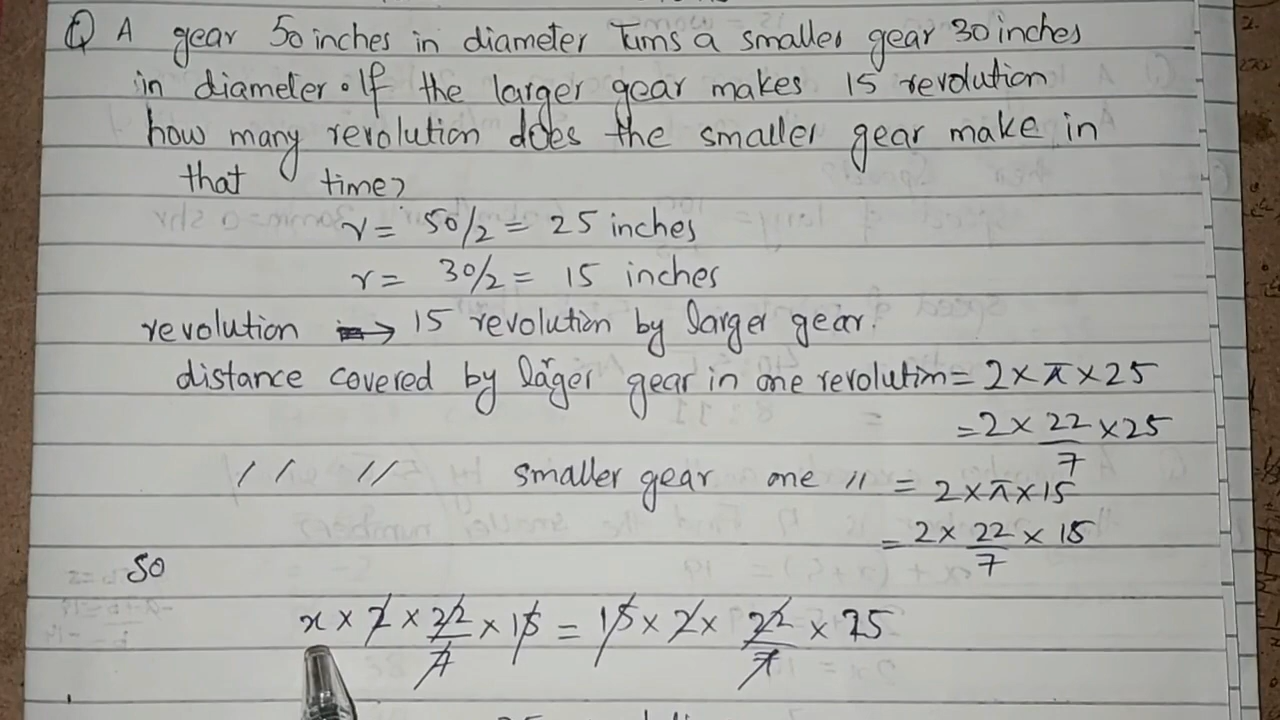 Q A gear 50 inches in diameter Turns a smaller gear 30 inches
in diameter. If the larger gear makes 15 revolution
how many revolution does the smaller gear make in
that time?
r = 50/2 = 25 inches
r = 30/2 = 15 inches
revolution → 15 revolution by larger gear.
distance covered by larger gear in one revolution = 2 × π × 25
= 2 × 22/7 × 25
// // smaller gear one // = 2 × π × 15
= 2 × 22/7 × 15
SO
x × 2 × 22/7 × 15 = 15 × 2 × 22/7 × 25